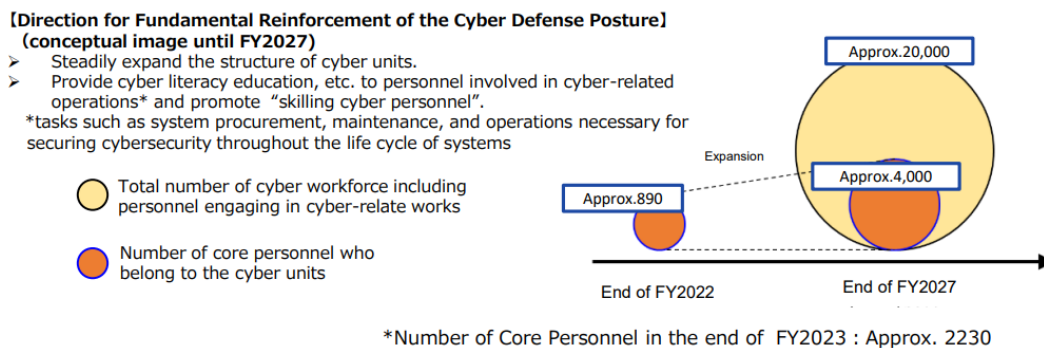 【Direction for Fundamental Reinforcement of the Cyber Defense Posture】
(conceptual image until FY2027)
➢ Steadily expand the structure of cyber units.
➢ Provide cyber literacy education, etc. to personnel involved in cyber-related
operations* and promote “skilling cyber personnel”.
*tasks such as system procurement, maintenance, and operations necessary for
securing cybersecurity throughout the life cycle of systems
Total number of cyber workforce including
personnel engaging in cyber-relate works
Number of core personnel who
belong to the cyber units
Approx.20,000
Expansion
Approx.4,000
Approx.890
End of FY2022
End of FY2027
*Number of Core Personnel in the end of FY2023 : Approx. 2230